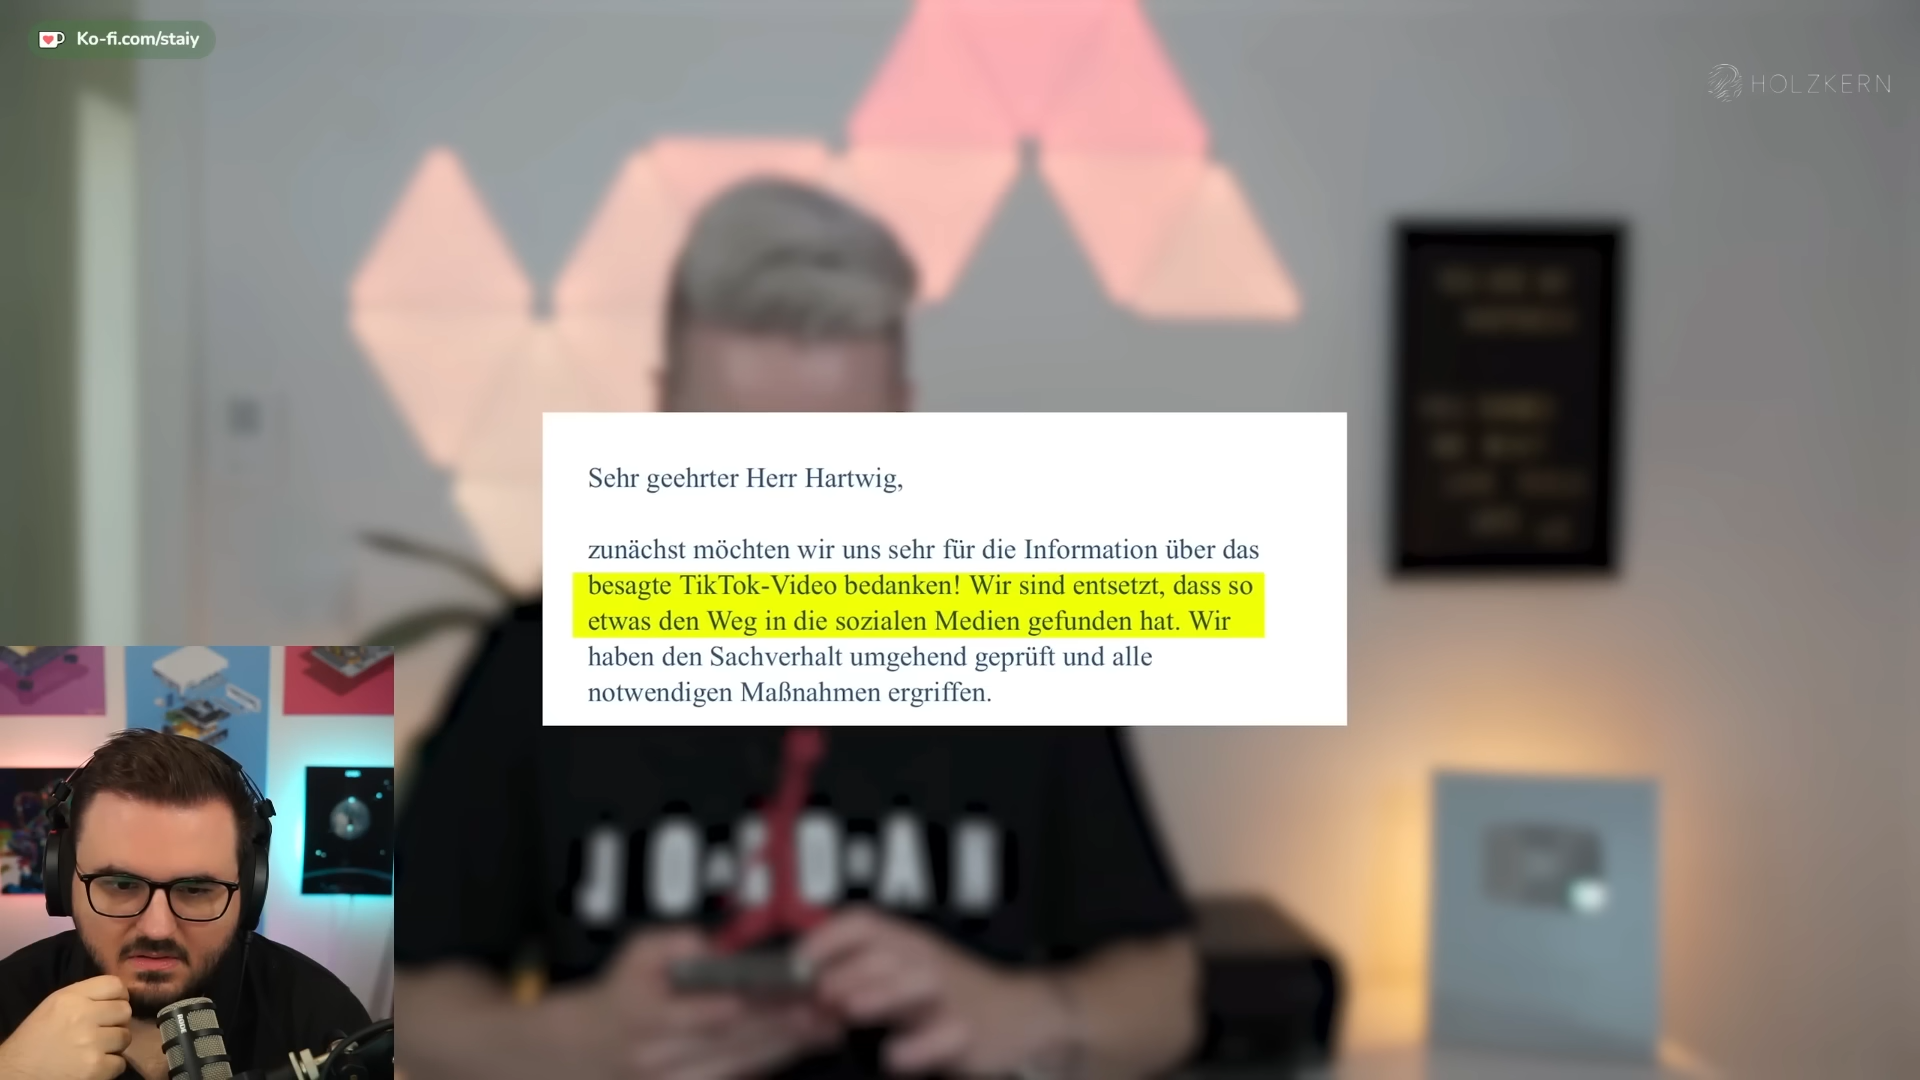 Ko-fi.com/staiy
HOLZKERN
Sehr geehrter Herr Hartwig,
zunächst möchten wir uns sehr für die Information über das
besagte TikTok-Video bedanken! Wir sind entsetzt, dass so
etwas den Weg in die sozialen Medien gefunden hat. Wir
haben den Sachverhalt umgehend geprüft und alle
notwendigen Maßnahmen ergriffen.
JORDAN